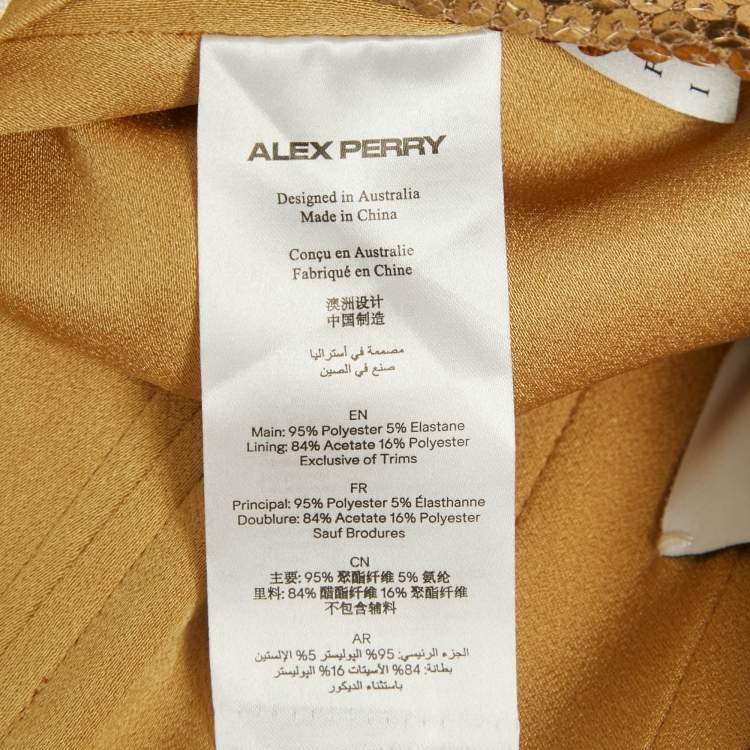 ALEX PERRY
Designed in Australia
Made in China
Conçu en Australie
Fabriqué en Chine
澳洲设计
中国制造
مصممة في أستراليا
صنع في الصين
EN
Main: 95% Polyester 5% Elastane
Lining: 84% Acetate 16% Polyester
Exclusive of Trims
FR
Principal: 95% Polyester 5% Élasthanne
Doublure: 84% Acetate 16% Polyester
Sauf Brodures
CN
主要: 95% 聚酯纤维 5% 氨纶
里料: 84% 醋酯纤维 16% 聚酯纤维
不包含辅料
AR
الجزء الرئيسي: 95% البوليستر 5% الإلستين
بطانة: 84% الأسيتات 16% البوليستر
باستثناء الديكور